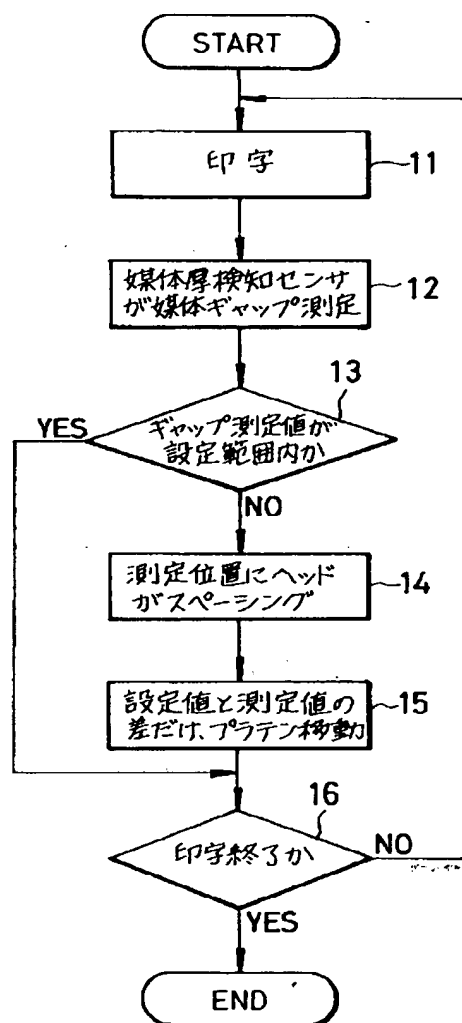 START
印字
11
媒体厚検知センサ
が媒体ギャップ測定
12
13
YES
ギャップ測定値が
設定範囲内か
NO
測定位置にヘッド
がスペーシング
14
設定値と測定値の
差だけ、プラテン移動
15
16
印字終了か
NO
YES
END